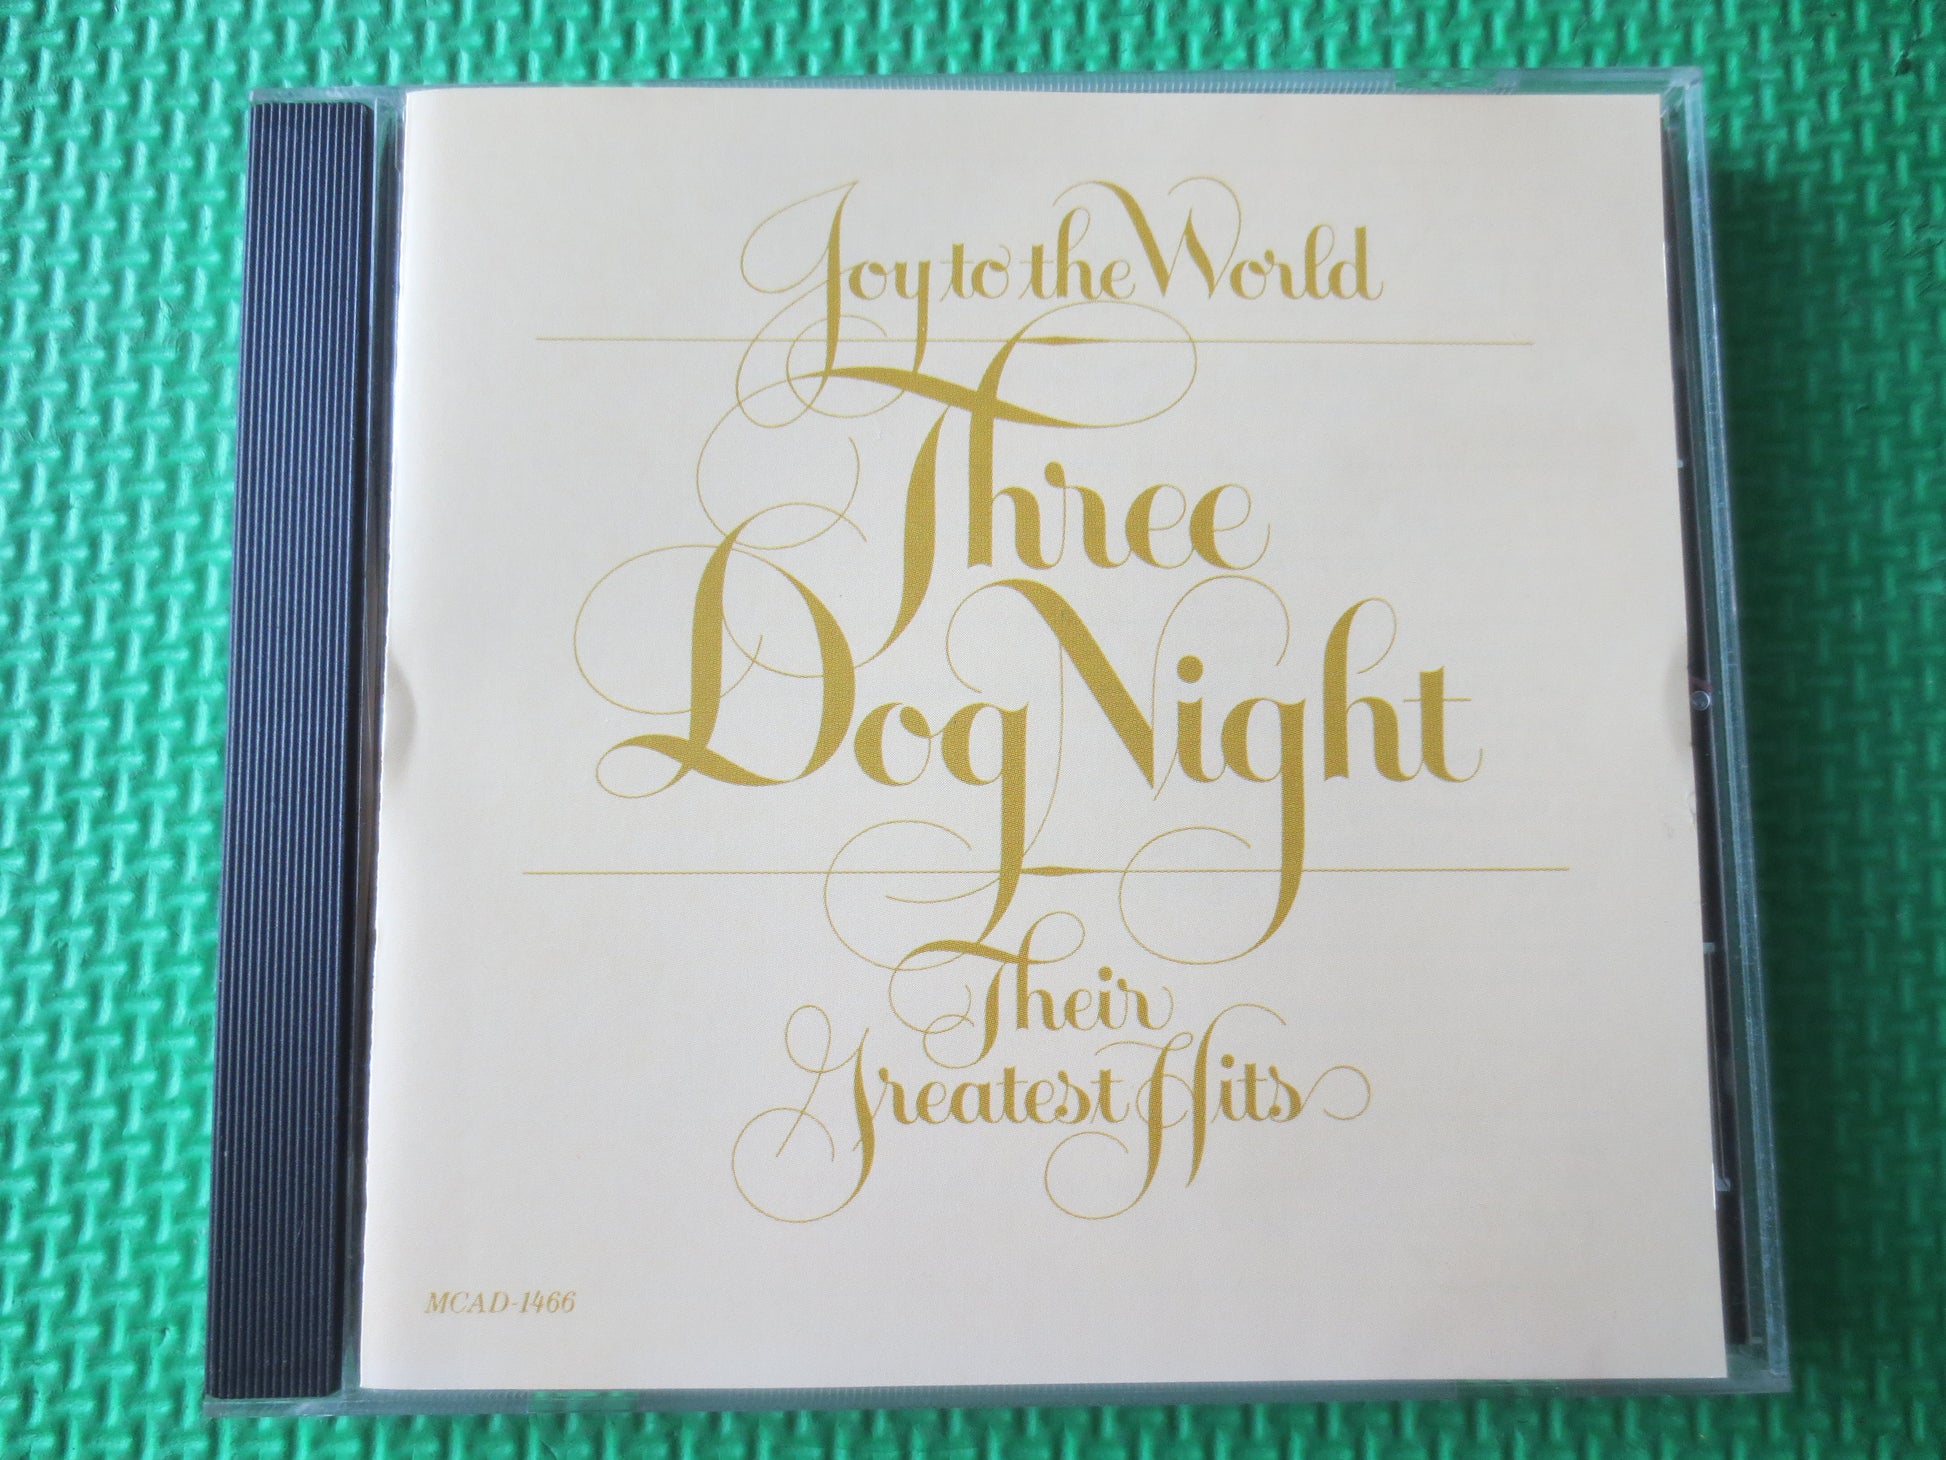 Joy to the World
Three
Dog Night
Their
Greatest Hits
MCAD-1466